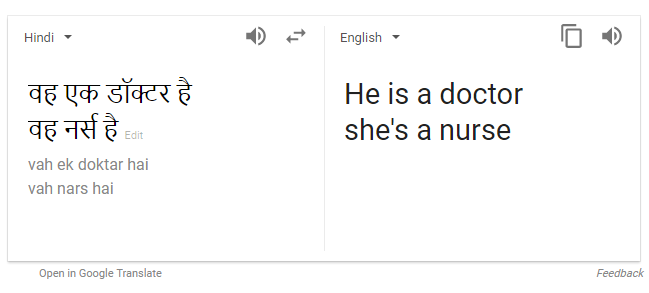 Hindi English
वह एक डॉक्टर है
वह नर्स है Edit
vah ek doktar hai
vah nars hai
He is a doctor
she's a nurse
Open in Google Translate Feedback